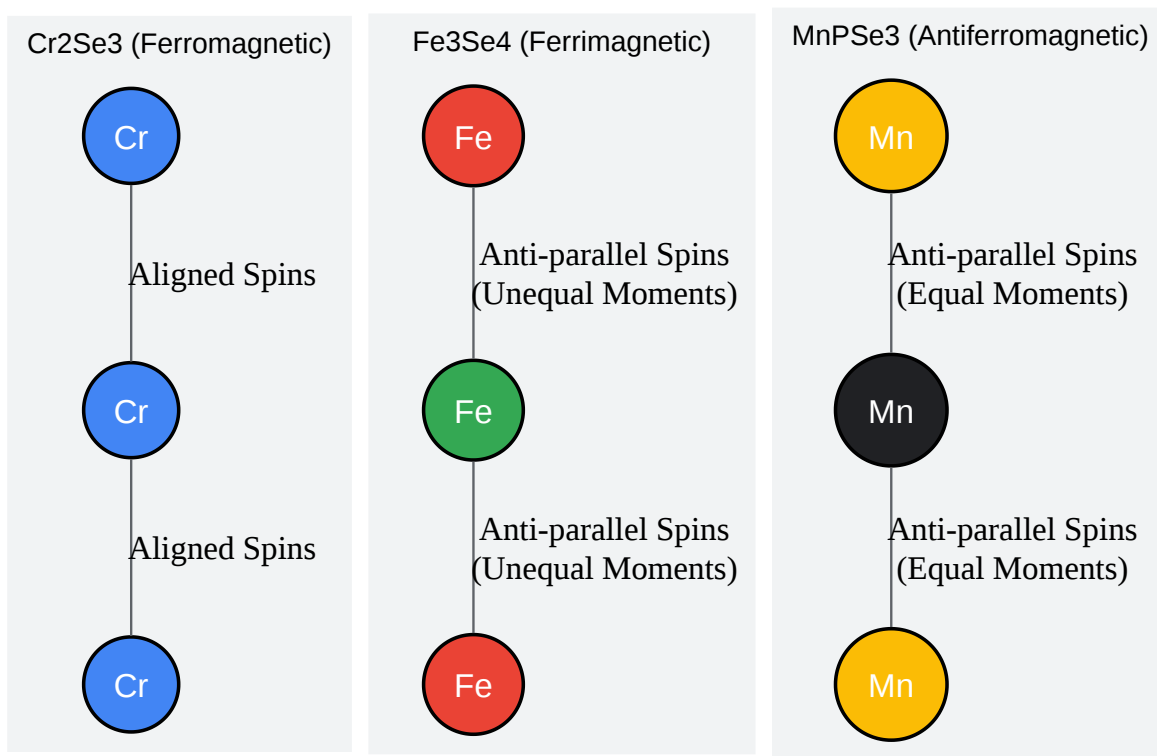 Cr2Se3 (Ferromagnetic)
Cr
Aligned Spins
Cr
Aligned Spins
Cr
Fe3Se4 (Ferrimagnetic)
Fe
Anti-parallel Spins
(Unequal Moments)
Fe
Anti-parallel Spins
(Unequal Moments)
Fe
MnPSe3 (Antiferromagnetic)
Mn
Anti-parallel Spins
(Equal Moments)
Mn
Anti-parallel Spins
(Equal Moments)
Mn